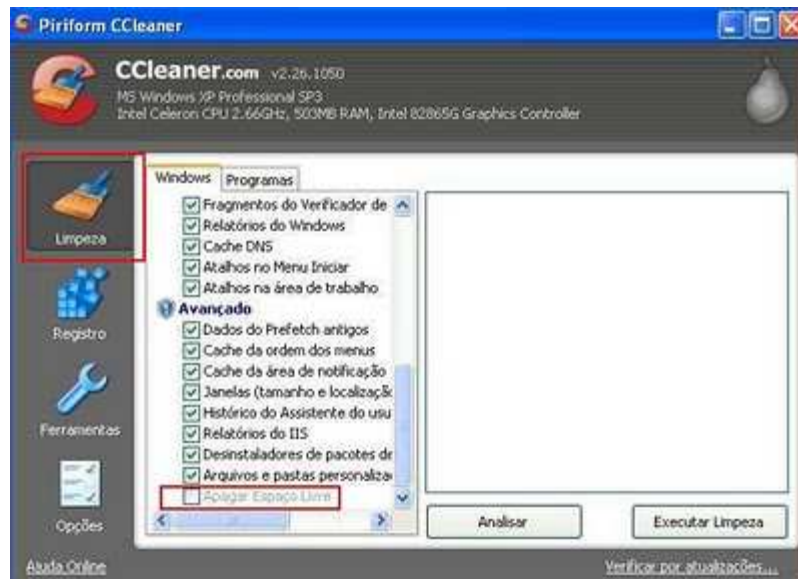 Piriform CCleaner
CCleaner.com v2.26.1050
MS Windows XP Professional SP3
Intel Celeron CPU 2.66GHz, 503MB RAM, Intel 82865G Graphics Controller
Limpeza
Registro
Ferramentas
Opções
Windows Programas
Fragmentos do Verificador de
Relatórios do Windows
Cache DNS
Atalhos no Menu Iniciar
Atalhos na área de trabalho
Avançado
Dados do Prefetch antigos
Cache da ordem dos menus
Cache da área de notificação
Janelas (tamanho e localizaçã
Histórico do Assistente do usu
Relatórios do IIS
Desinstaladores de pacotes de
Arquivos e pastas personaliza
Apagar Espaço Livre
Analisar
Executar Limpeza
Ajuda Online
Verificar por atualizações...